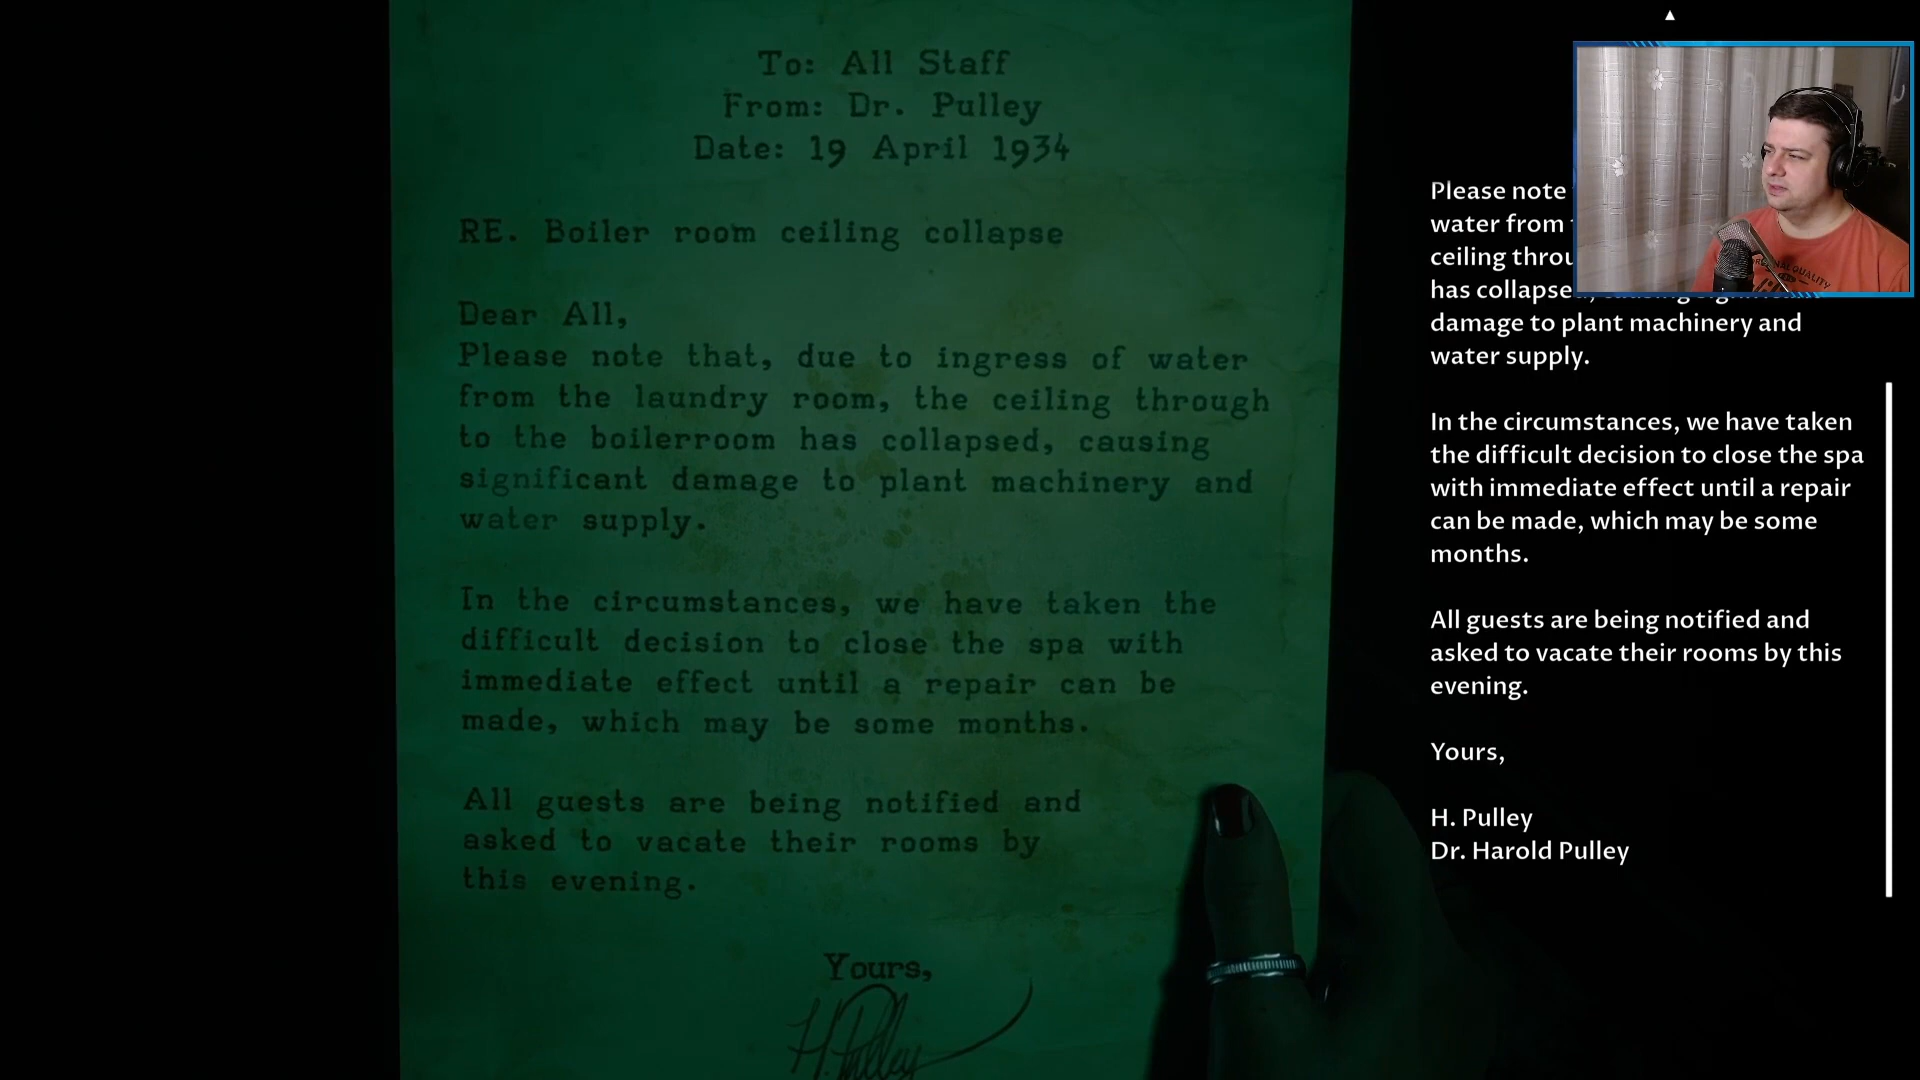 To: All Staff
From: Dr. Pulley
Date: 19 April 1934
RE. Boiler room ceiling collapse
Dear All,
Please note that, due to ingress of water
from the laundry room, the ceiling through
to the boilerroom has collapsed, causing
significant damage to plant machinery and
water supply.
In the circumstances, we have taken the
difficult decision to close the spa with
immediate effect until a repair can be
made, which may be some months.
All guests are being notified and
asked to vacate their rooms by
this evening.
Yours,
H. Pulley
Please note
water from
ceiling
has
damage to plant machinery and
water supply.
In the circumstances, we have taken
the difficult decision to close the spa
with immediate effect until a repair
can be made, which may be some
months.
All guests are being notified and
asked to vacate their rooms by this
evening.
Yours,
H. Pulley
Dr. Harold Pulley